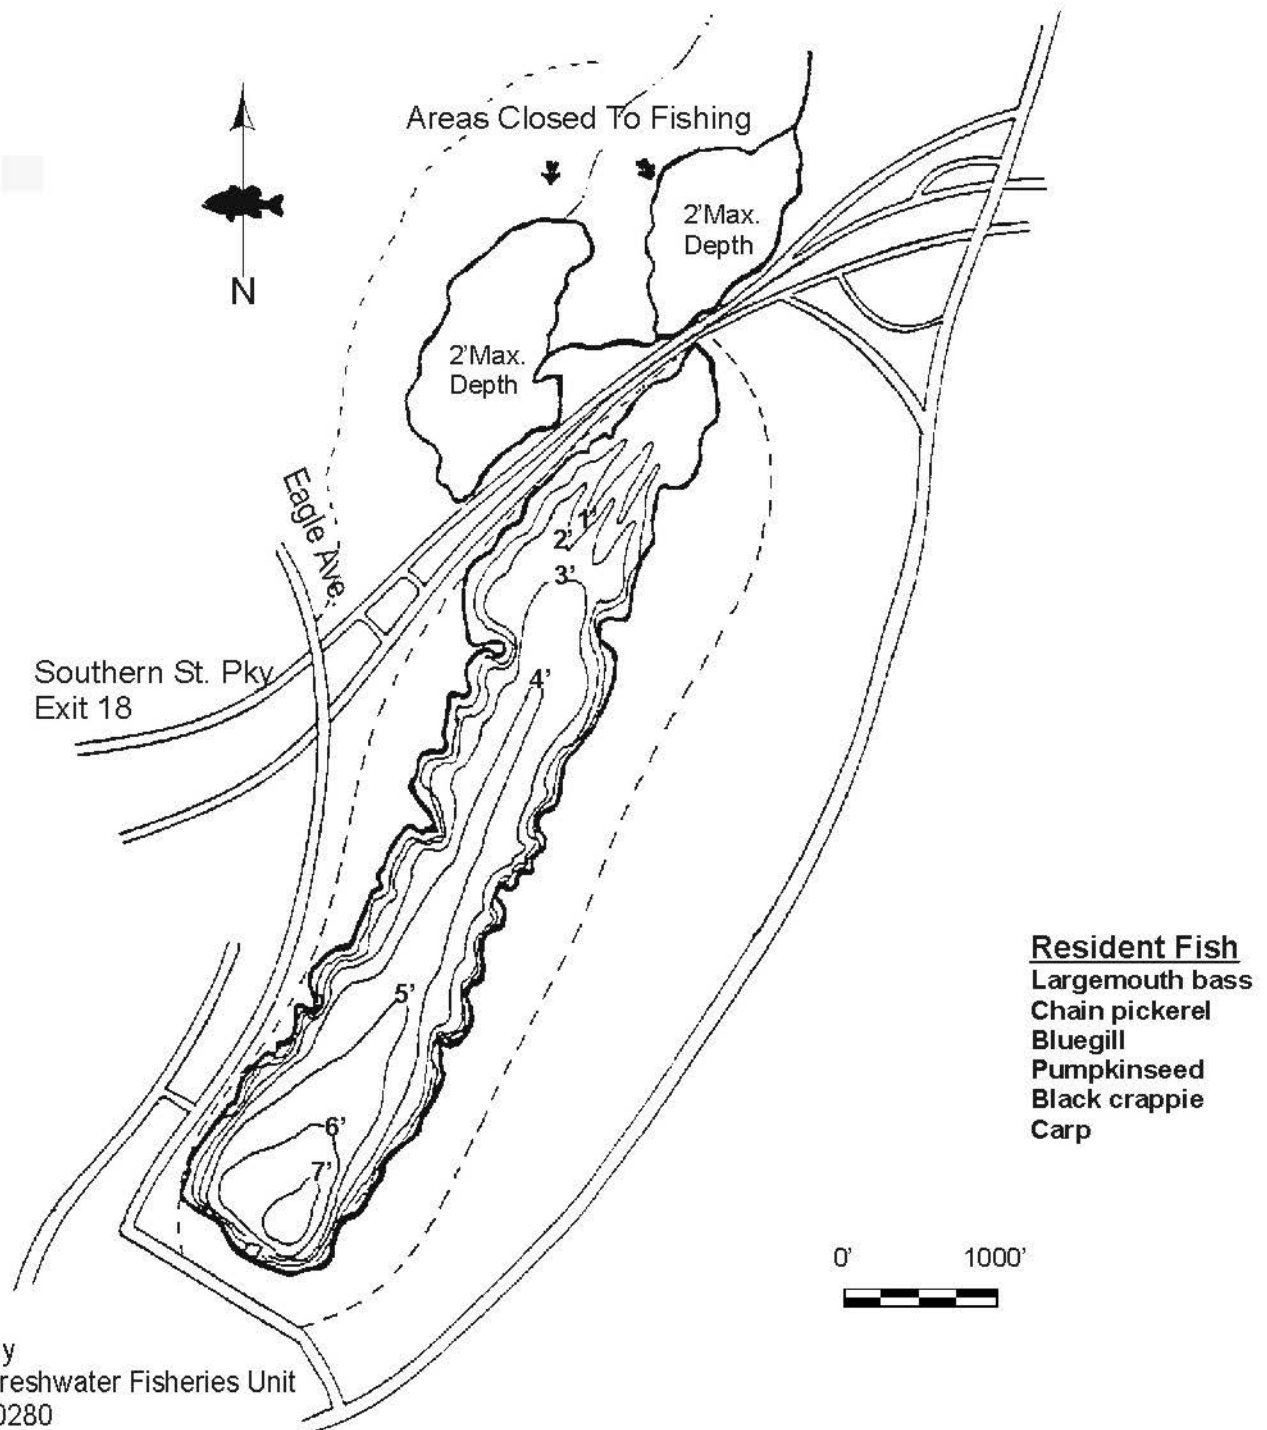 Areas Closed To Fishing
2'Max.
Depth
N
2'Max.
Depth
Eagle Ave.
1'
2'
3'
Southern St. Pky
Exit 18
4'
5'
6'
7'
Resident Fish
Largemouth bass
Chain pickerel
Bluegill
Pumpkinseed
Black crappie
Carp
0' 1000'
y
reshwater Fisheries Unit
0280